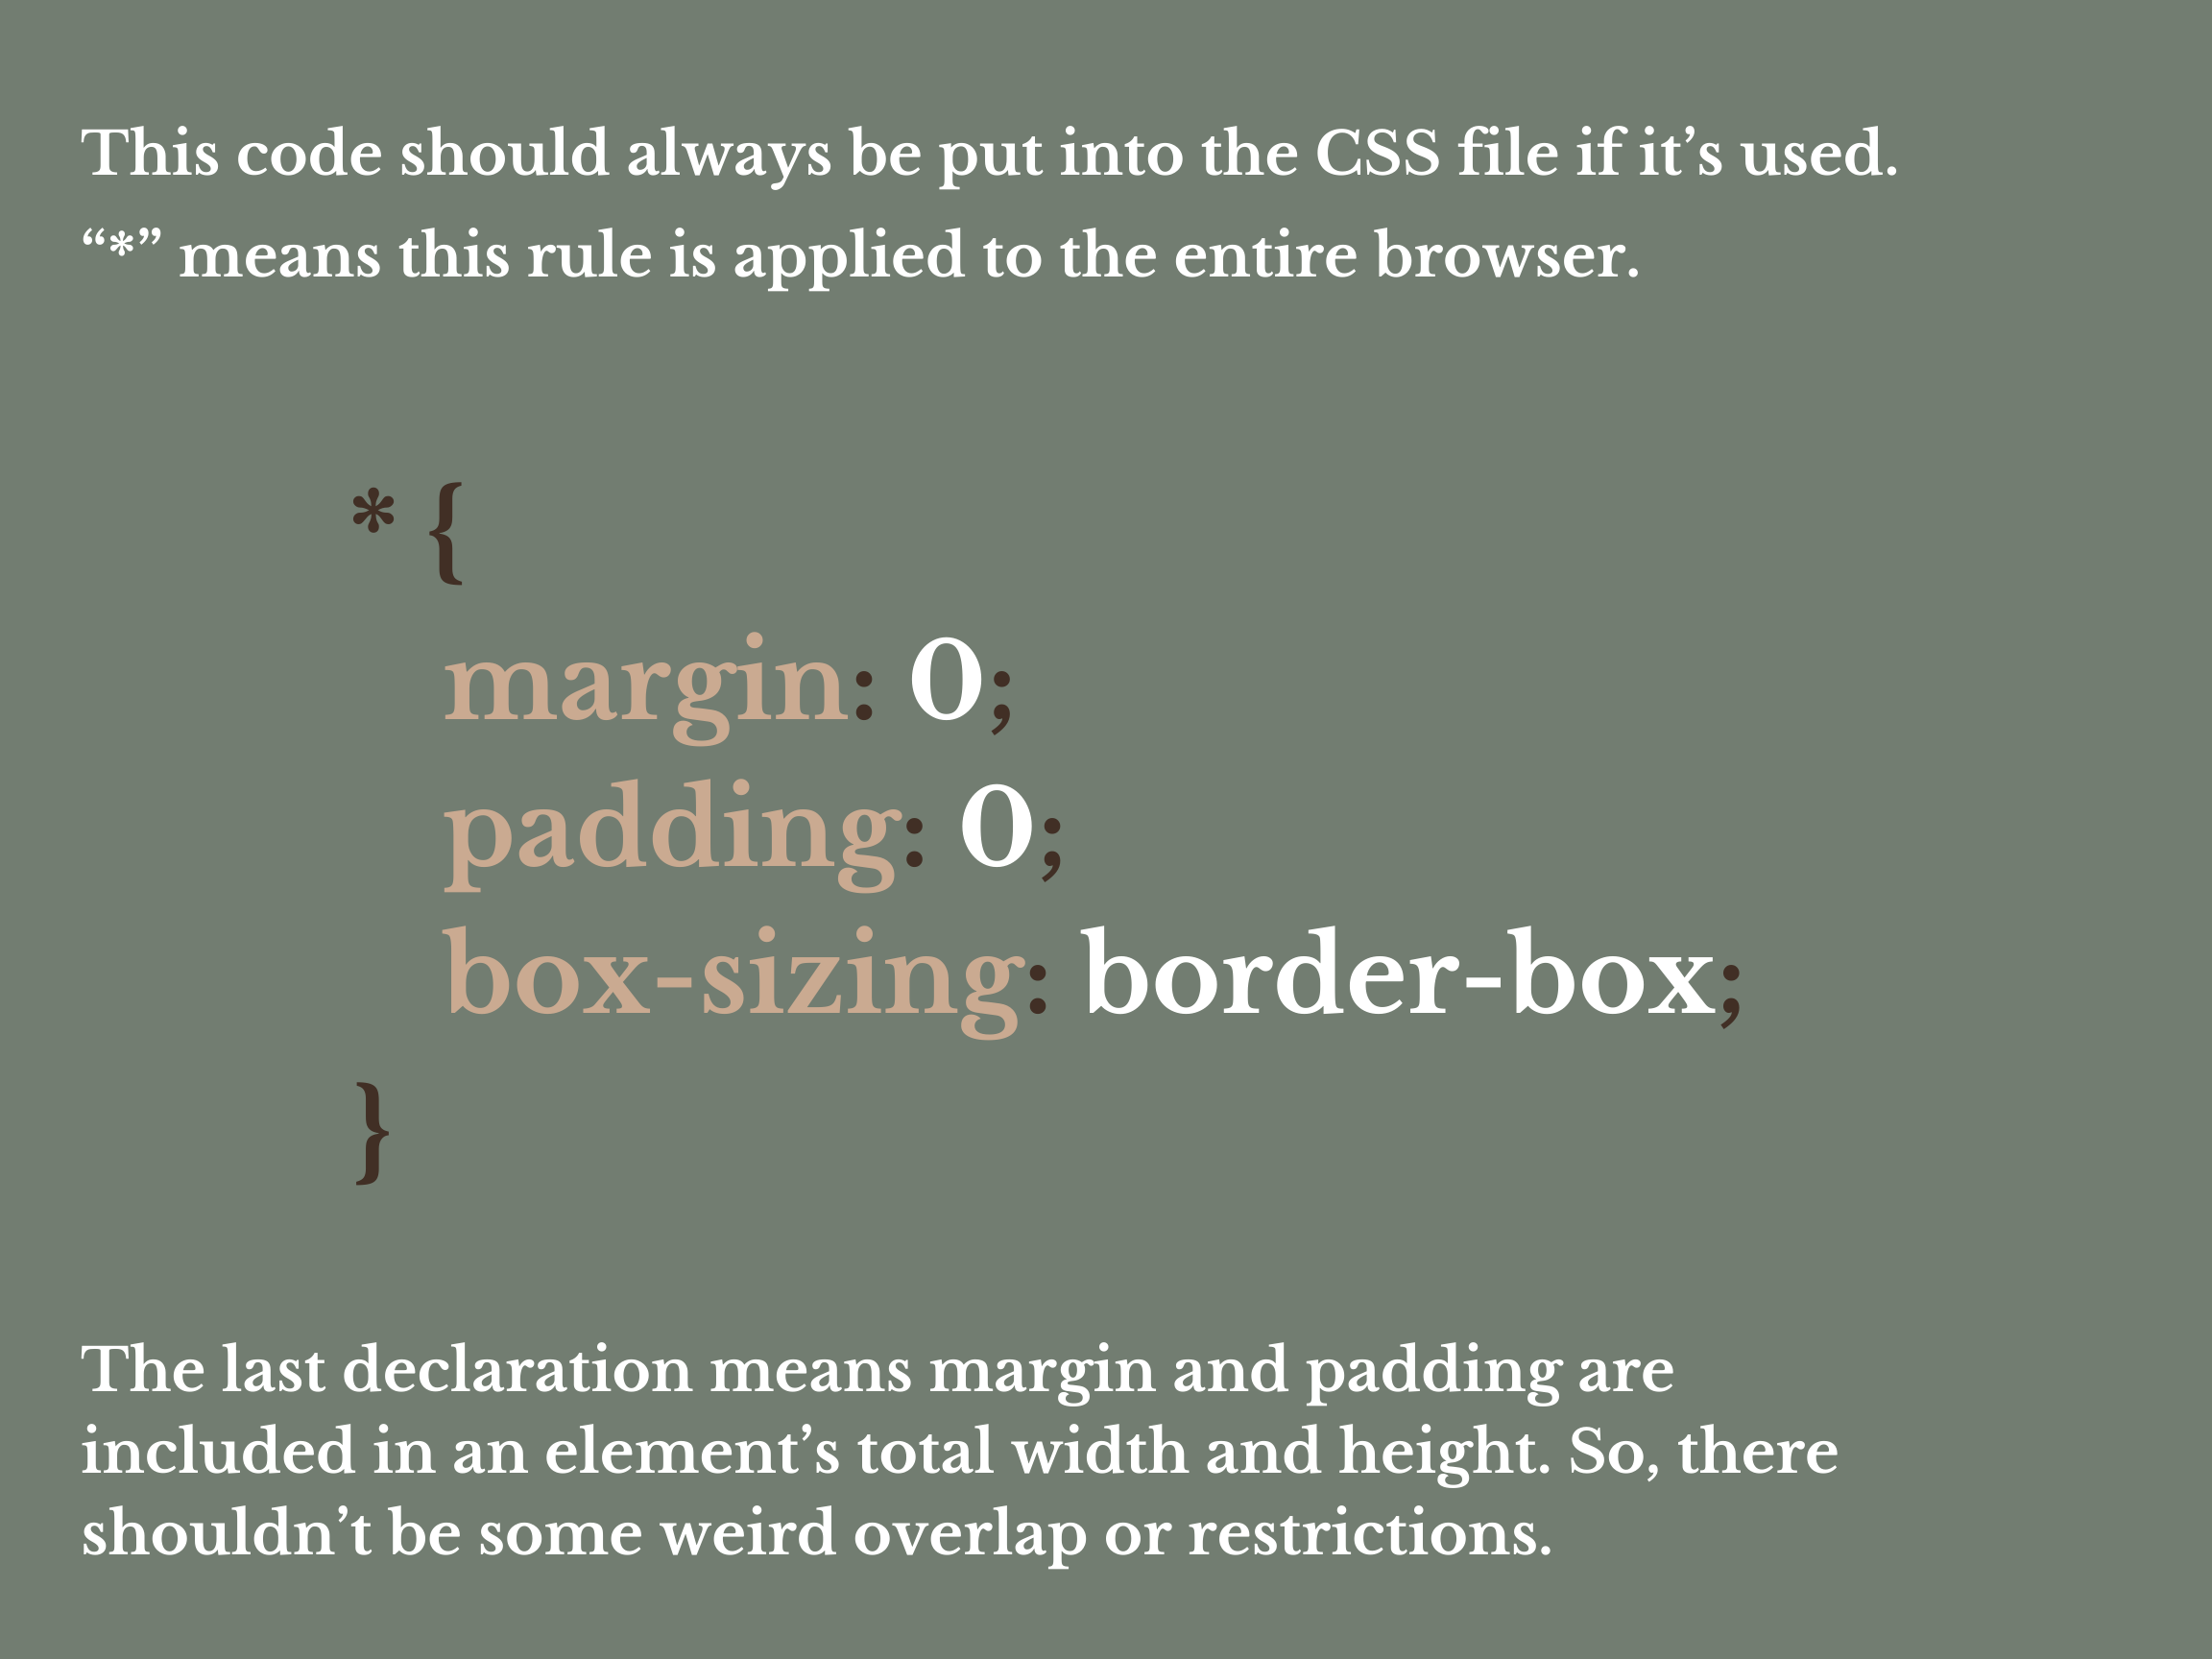 This code should always be put into the CSS file if it’s used.
“*” means this rule is applied to the entire browser.
* {
margin: 0;
padding: 0;
box-sizing: border-box;
}
The last declaration means margin and padding are
included in an element’s total width and height. So, there
shouldn’t be some weird overlap or restrictions.